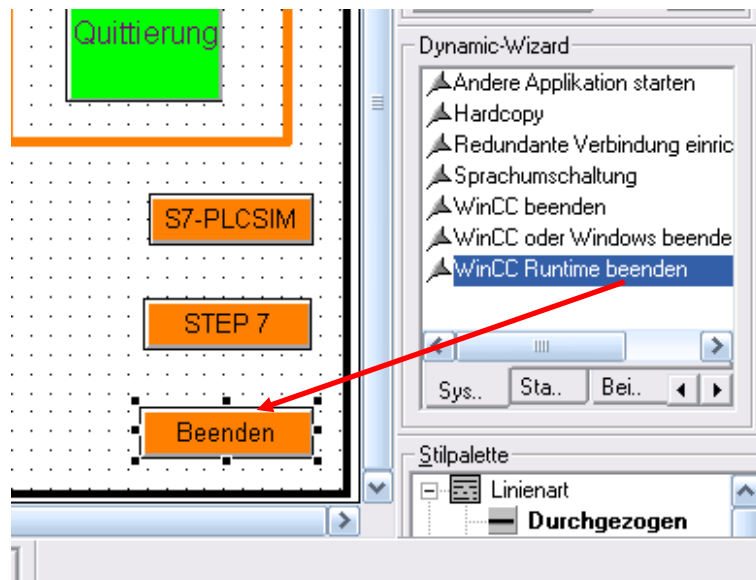 Quittierung
S7-PLCSIM
STEP 7
Beenden
Dynamic-Wizard
Andere Applikation starten
Hardcopy
Redundante Verbindung einric
Sprachumschaltung
WinCC beenden
WinCC oder Windows beende
WinCC Runtime beenden
Sys.. Sta.. Bei..
Stilpalette
Linienart
Durchgezogen